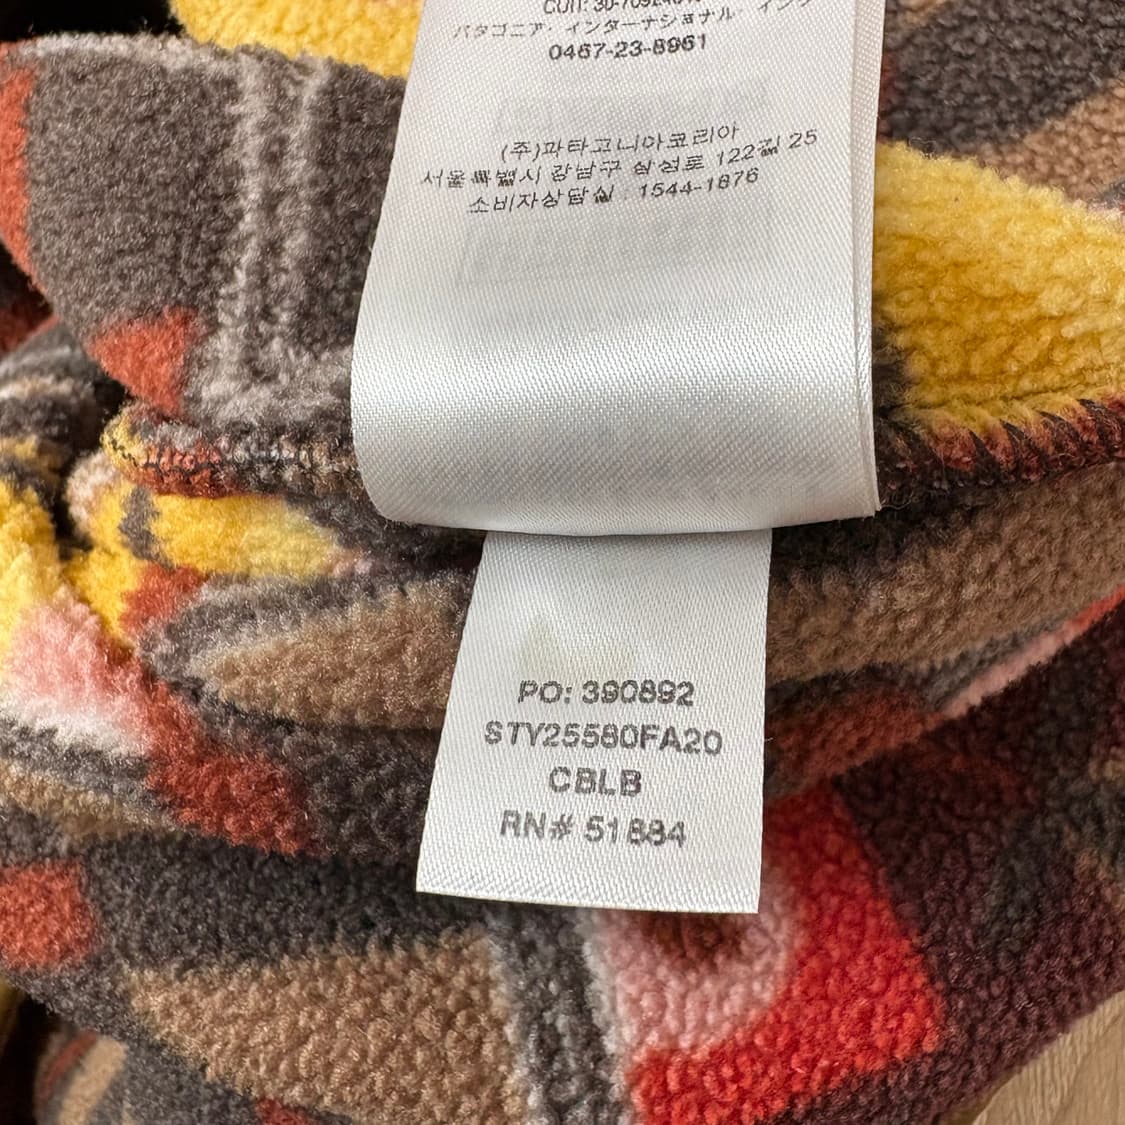 CUIT: 30-70924
パタゴニア・インターナショナル・インク
0467-23-8961
(주)파타고니아코리아
서울특별시 강남구 삼성로 122길 25
소비자상담실 : 1544-1876
PO: 390892
STY25580FA20
CBLB
RN# 51884